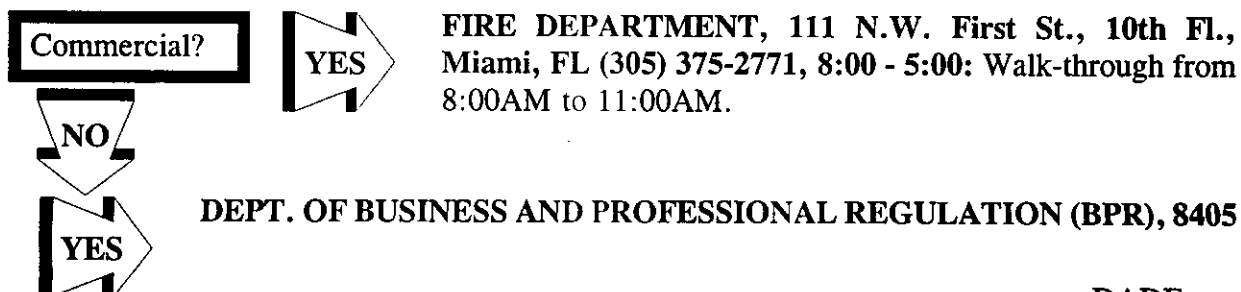 Commercial?
YES
FIRE DEPARTMENT, 111 N.W. First St., 10th Fl.,
Miami, FL (305) 375-2771, 8:00 - 5:00: Walk-through from
8:00AM to 11:00AM.
NO
DEPT. OF BUSINESS AND PROFESSIONAL REGULATION (BPR), 8405
YES
DADE